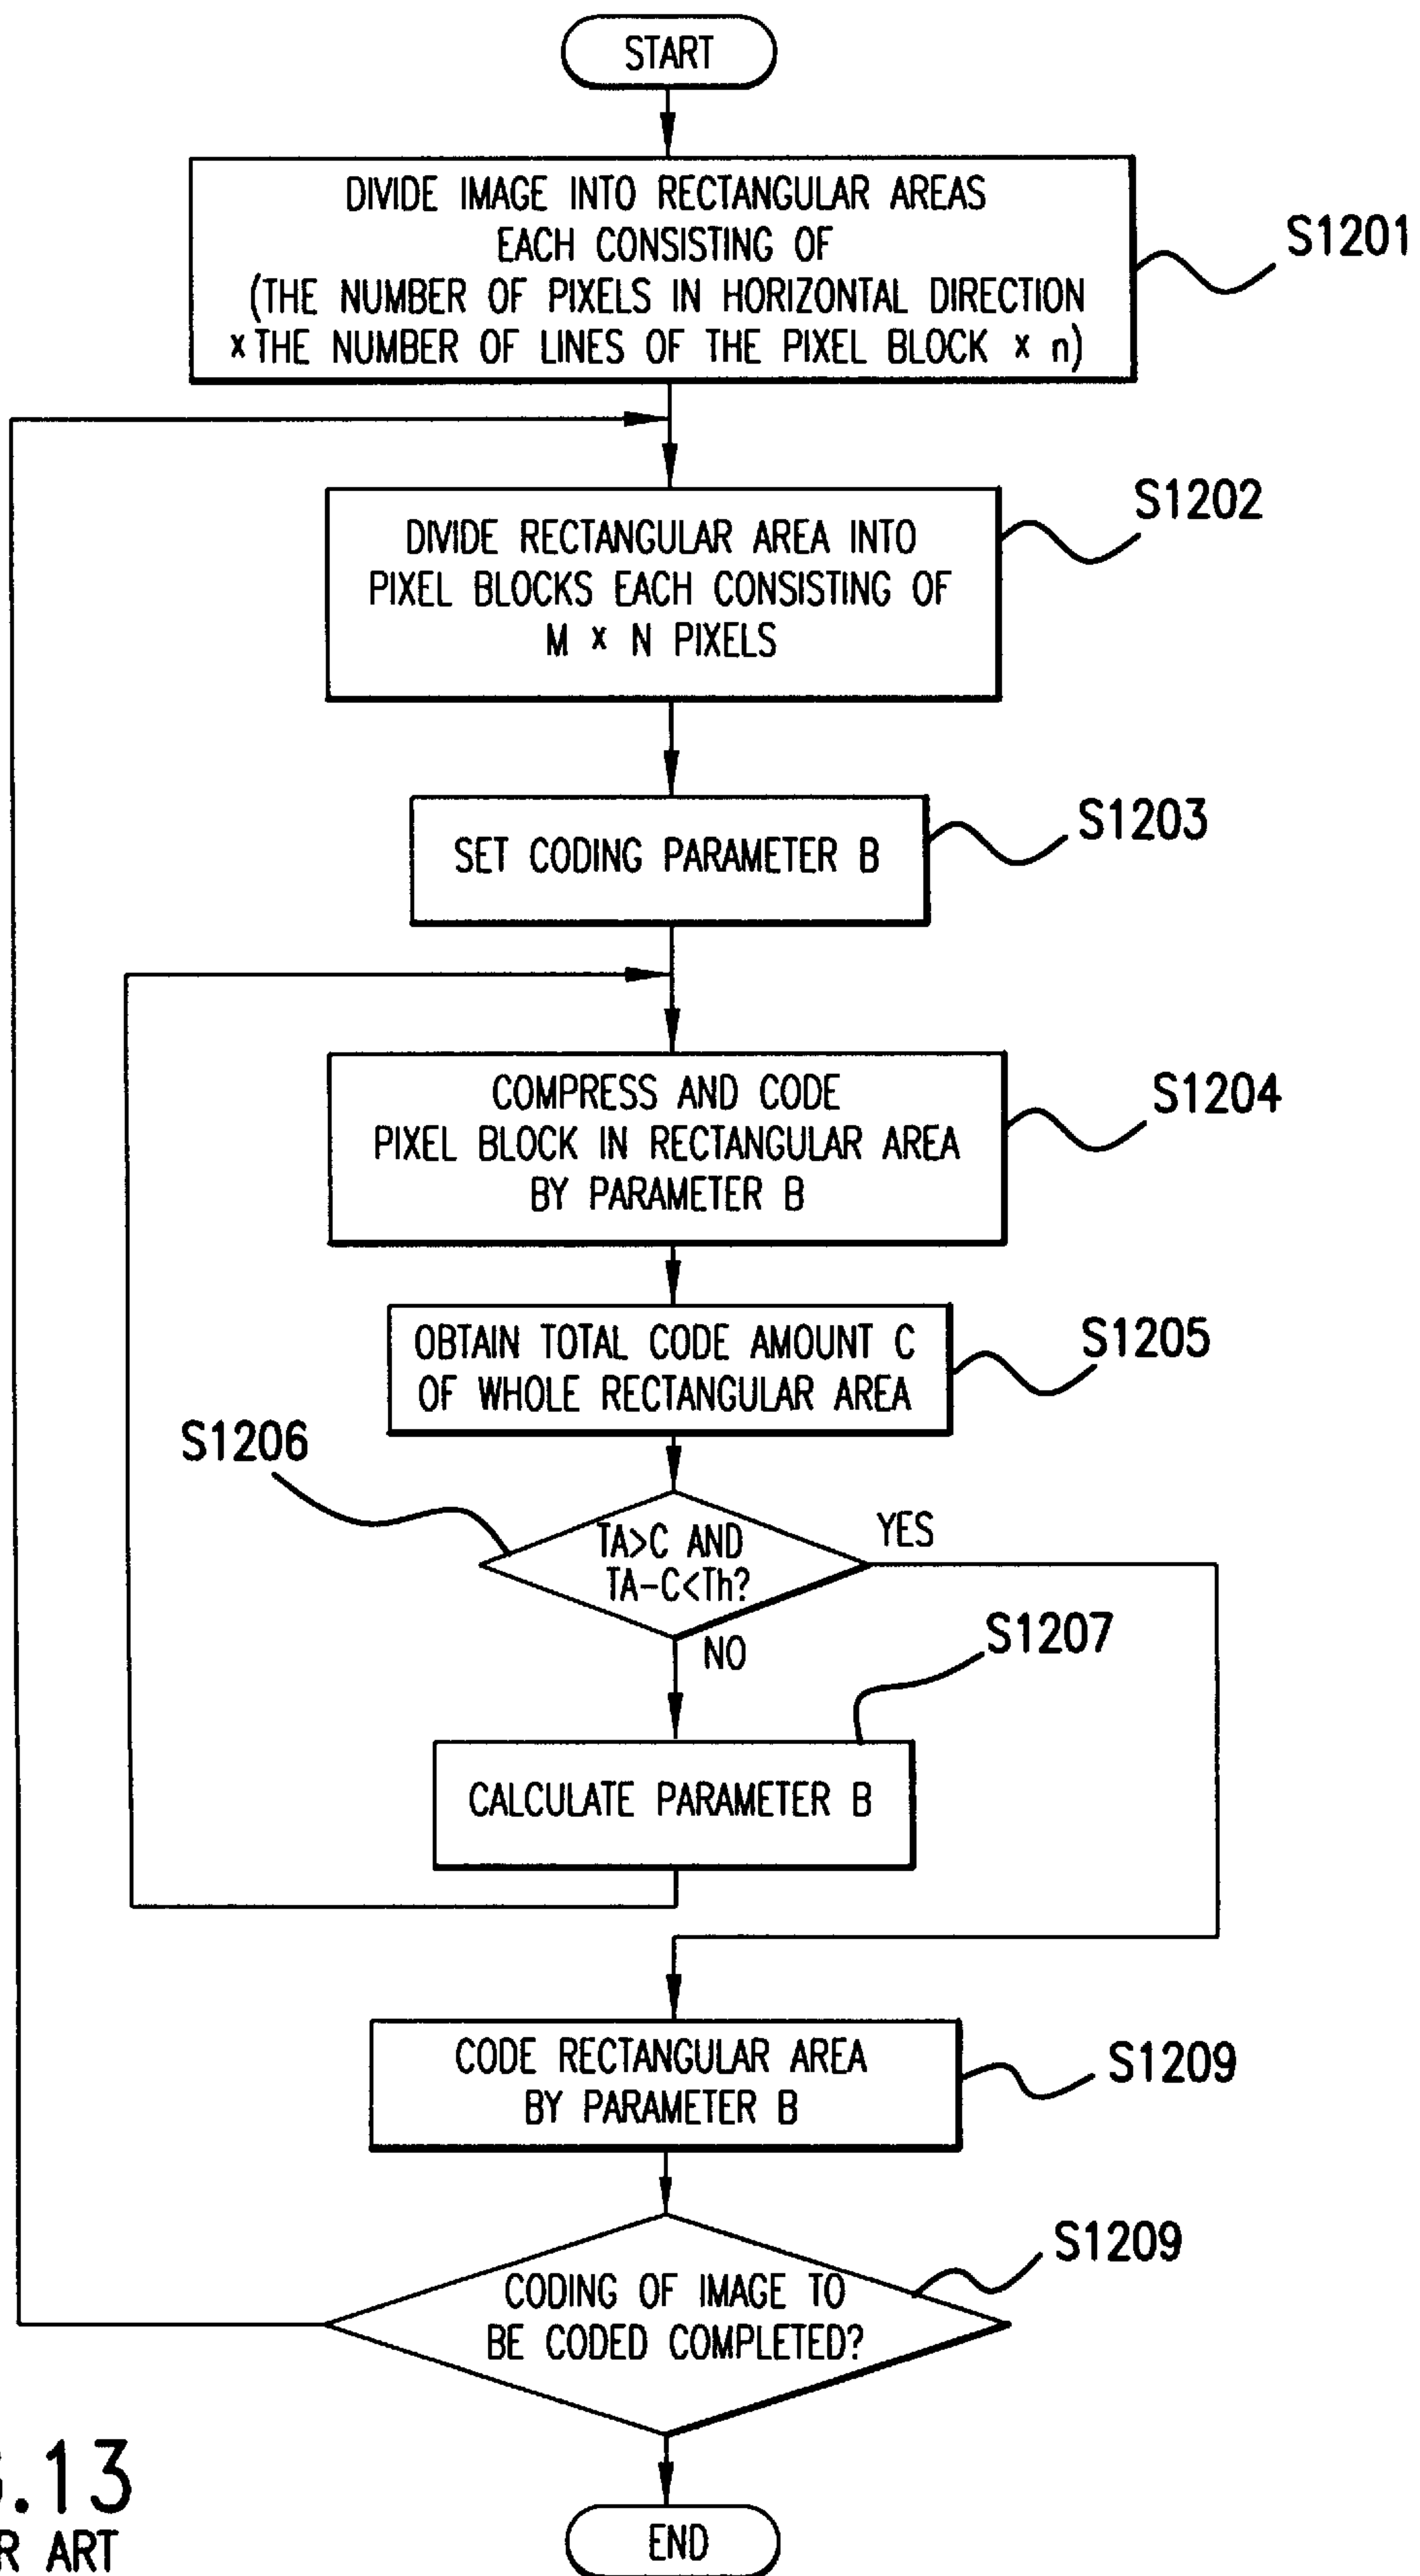 START
DIVIDE IMAGE INTO RECTANGULAR AREAS
EACH CONSISTING OF
(THE NUMBER OF PIXELS IN HORIZONTAL DIRECTION
× THE NUMBER OF LINES OF THE PIXEL BLOCK × n)
S1201
DIVIDE RECTANGULAR AREA INTO
PIXEL BLOCKS EACH CONSISTING OF
M × N PIXELS
S1202
SET CODING PARAMETER B
S1203
COMPRESS AND CODE
PIXEL BLOCK IN RECTANGULAR AREA
BY PARAMETER B
S1204
OBTAIN TOTAL CODE AMOUNT C
OF WHOLE RECTANGULAR AREA
S1205
S1206
TA>C AND
TA-C<Th?
YES
NO
S1207
CALCULATE PARAMETER B
CODE RECTANGULAR AREA
BY PARAMETER B
S1209
CODING OF IMAGE TO
BE CODED COMPLETED?
S1209
.13
R ART
END